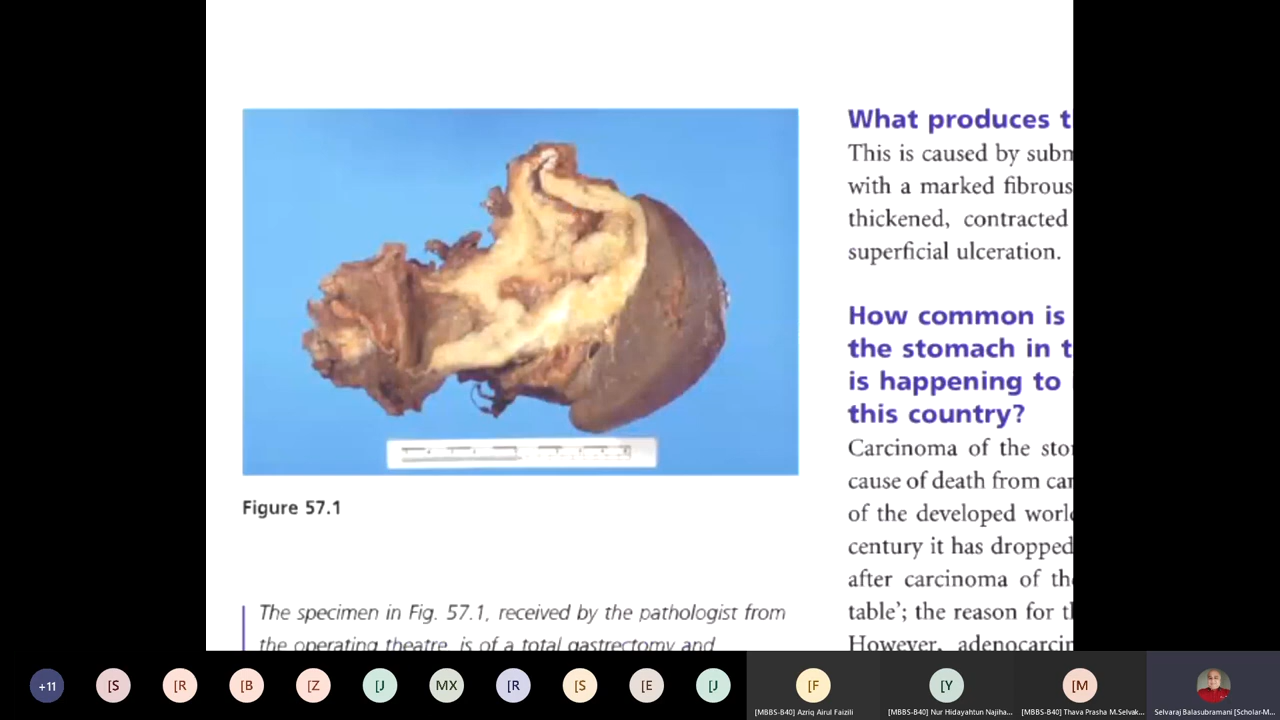 What produces t
This is caused by subn
with a marked fibrous
thickened, contracted
superficial ulceration.
How common is
the stomach in t
is happening to
this country?
Carcinoma of the sto
cause of death from car
of the developed worl
century it has dropped
after carcinoma of the
table'; the reason for t
However, adenocarcin
Figure 57.1
The specimen in Fig. 57.1, received by the pathologist from
the operating theatre, is of a total gastrectomy and
+11
[S
[R
[B
[Z
[J
MX
[R
[S
[E
[J
[F
[Y
[M
[MBBS-B40] Azriq Airul Faizili
[MBBS-B40] Nur Hidayahtun Najiha...
[MBBS-B40] Thava Prasha M.Selvak...
Selvaraj Balasubramani [Scholar-M...